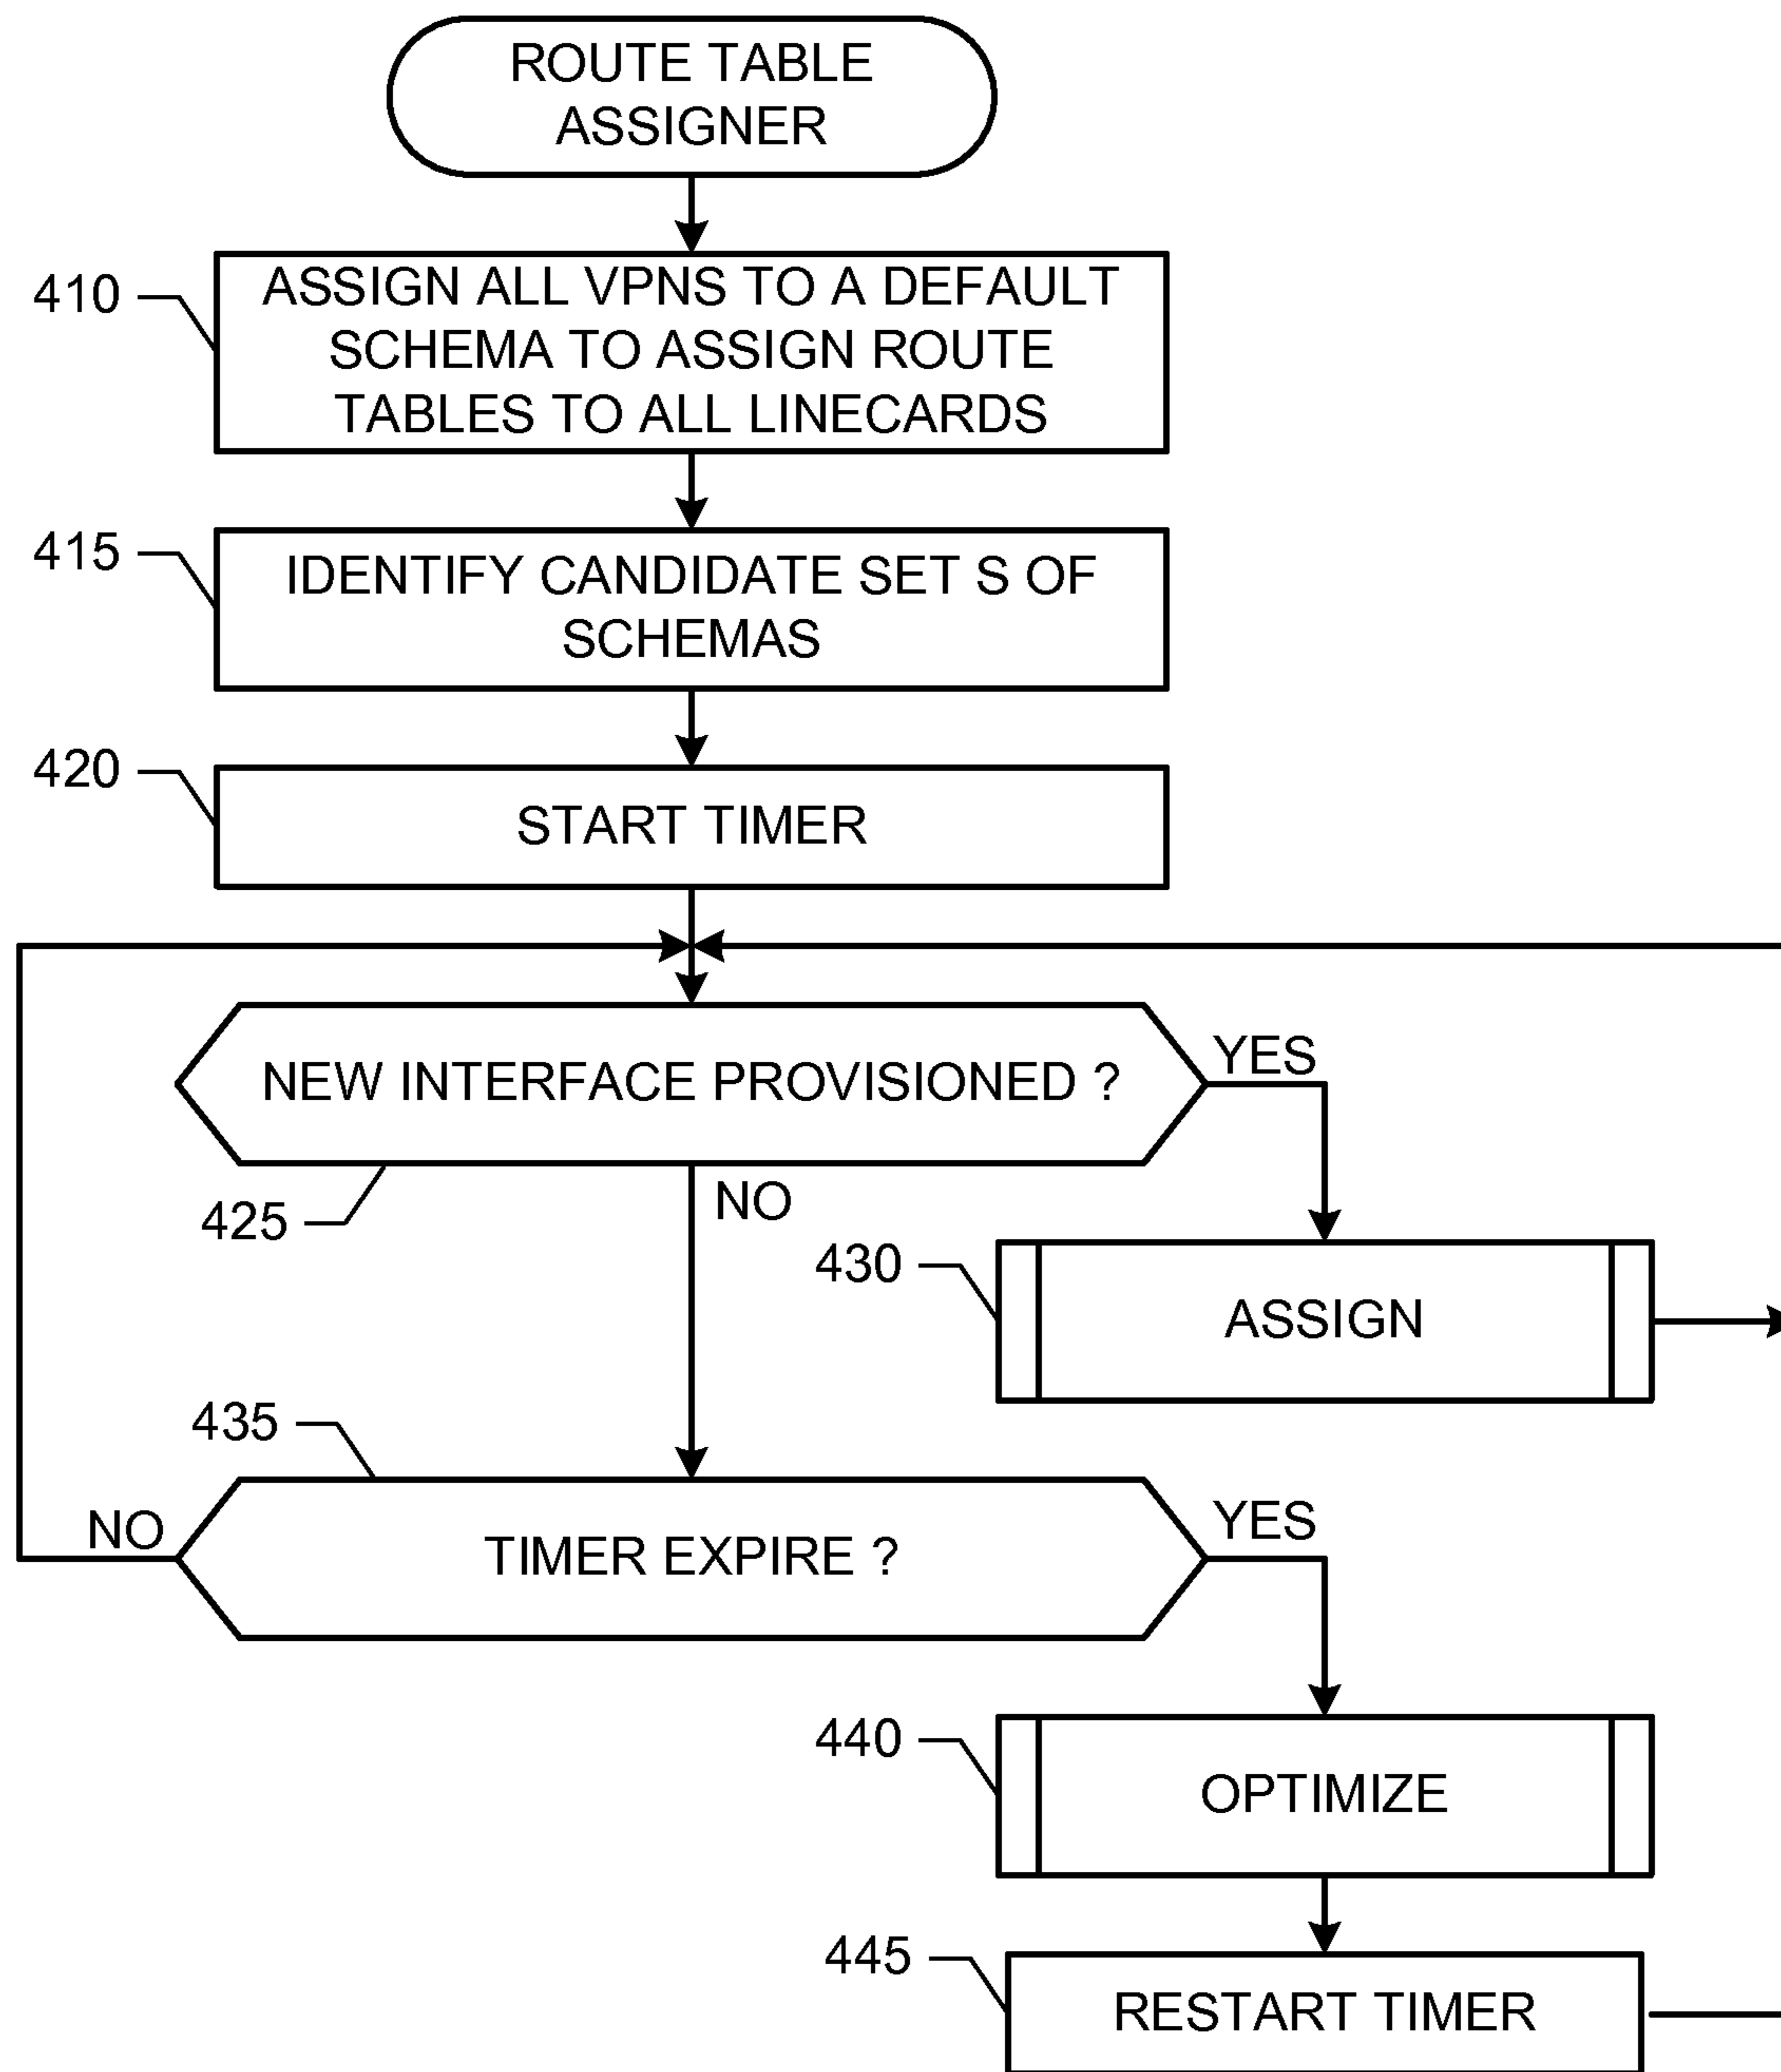 ROUTE TABLE
ASSIGNER
410
ASSIGN ALL VPNS TO A DEFAULT
SCHEMA TO ASSIGN ROUTE
TABLES TO ALL LINECARDS
415
IDENTIFY CANDIDATE SET S OF
SCHEMAS
420
START TIMER
NEW INTERFACE PROVISIONED ?
YES
425
NO
430
ASSIGN
435
NO
TIMER EXPIRE ?
YES
440
OPTIMIZE
445
RESTART TIMER